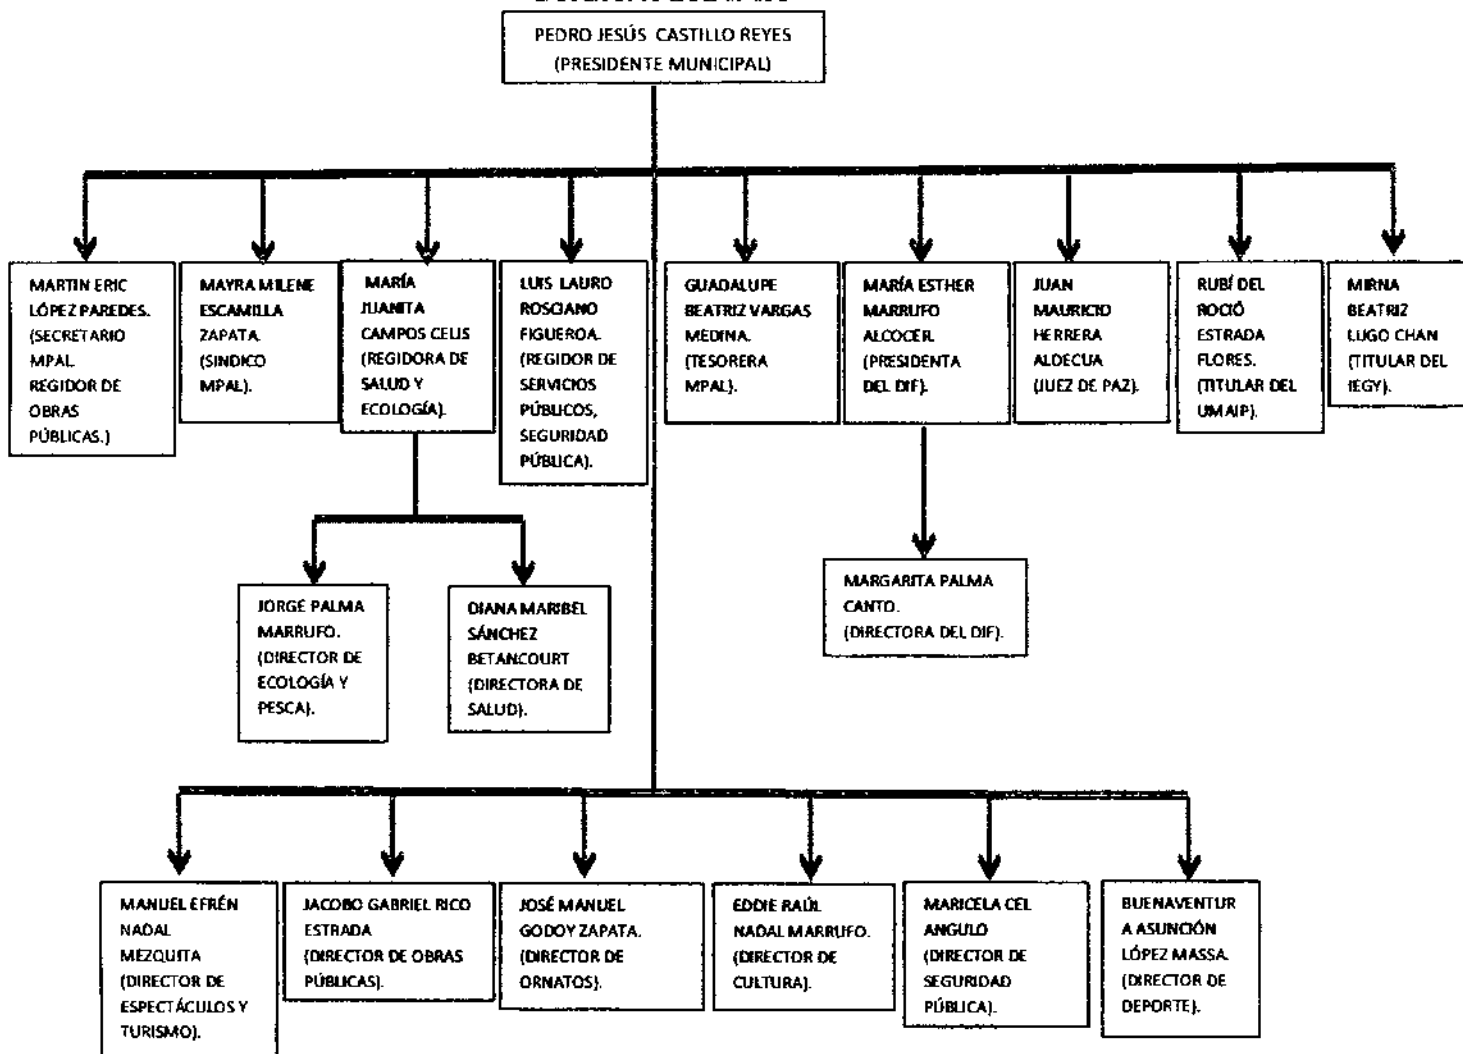 PEDRO JESÚS CASTILLO REYES
(PRESIDENTE MUNICIPAL)
MARTIN ERIC
LÓPEZ PAREDES.
(SECRETARIO
MPAL.
REGIDOR DE
OBRAS
PÚBLICAS.)
MAYRA MILENE
ESCAMILLA
ZAPATA.
(SINDICO
MPAL).
MARÍA
JUANITA
CAMPOS CELIS
(REGIDORA DE
SALUD Y
ECOLOGÍA).
LUIS LAURO
ROSCIANO
FIGUEROA.
(REGIDOR DE
SERVICIOS
PÚBLICOS,
SEGURIDAD
PÚBLICA).
GUADALUPE
BEATRIZ VARGAS
MEDINA.
(TESORERA
MPAL).
MARÍA ESTHER
MARRUFO
ALCOCER.
(PRESIDENTA
DEL DIF).
JUAN
MAURICIO
HERRERA
ALDECUA
(JUEZ DE PAZ).
RUBÍ DEL
ROCIÓ
ESTRADA
FLORES.
(TITULAR DEL
UMAIP).
MIRNA
BEATRIZ
LUGO CHAN
(TITULAR DEL
IEGY).
JORGE PALMA
MARRUFO.
(DIRECTOR DE
ECOLOGÍA Y
PESCA).
DIANA MARIBEL
SÁNCHEZ
BETANCOURT
(DIRECTORA DE
SALUD).
MARGARITA PALMA
CANTO.
(DIRECTORA DEL DIF).
MANUEL EFRÉN
NADAL
MEZQUITA
(DIRECTOR DE
ESPECTÁCULOS Y
TURISMO).
JACOBO GABRIEL RICO
ESTRADA
(DIRECTOR DE OBRAS
PÚBLICAS).
JOSÉ MANUEL
GODOY ZAPATA.
(DIRECTOR DE
ORNATOS).
EDDIE RAÚL
NADAL MARRUFO.
(DIRECTOR DE
CULTURA).
MARICELA CEL
ANGULO
(DIRECTOR DE
SEGURIDAD
PÚBLICA).
BUENAVENTUR
A ASUNCIÓN
LÓPEZ MASSA.
(DIRECTOR DE
DEPORTE).